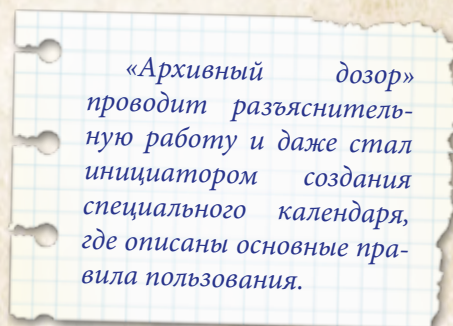 «Архивный дозор»
проводит разъяснитель-
ную работу и даже стал
инициатором создания
специального календаря,
где описаны основные пра-
вила пользования.